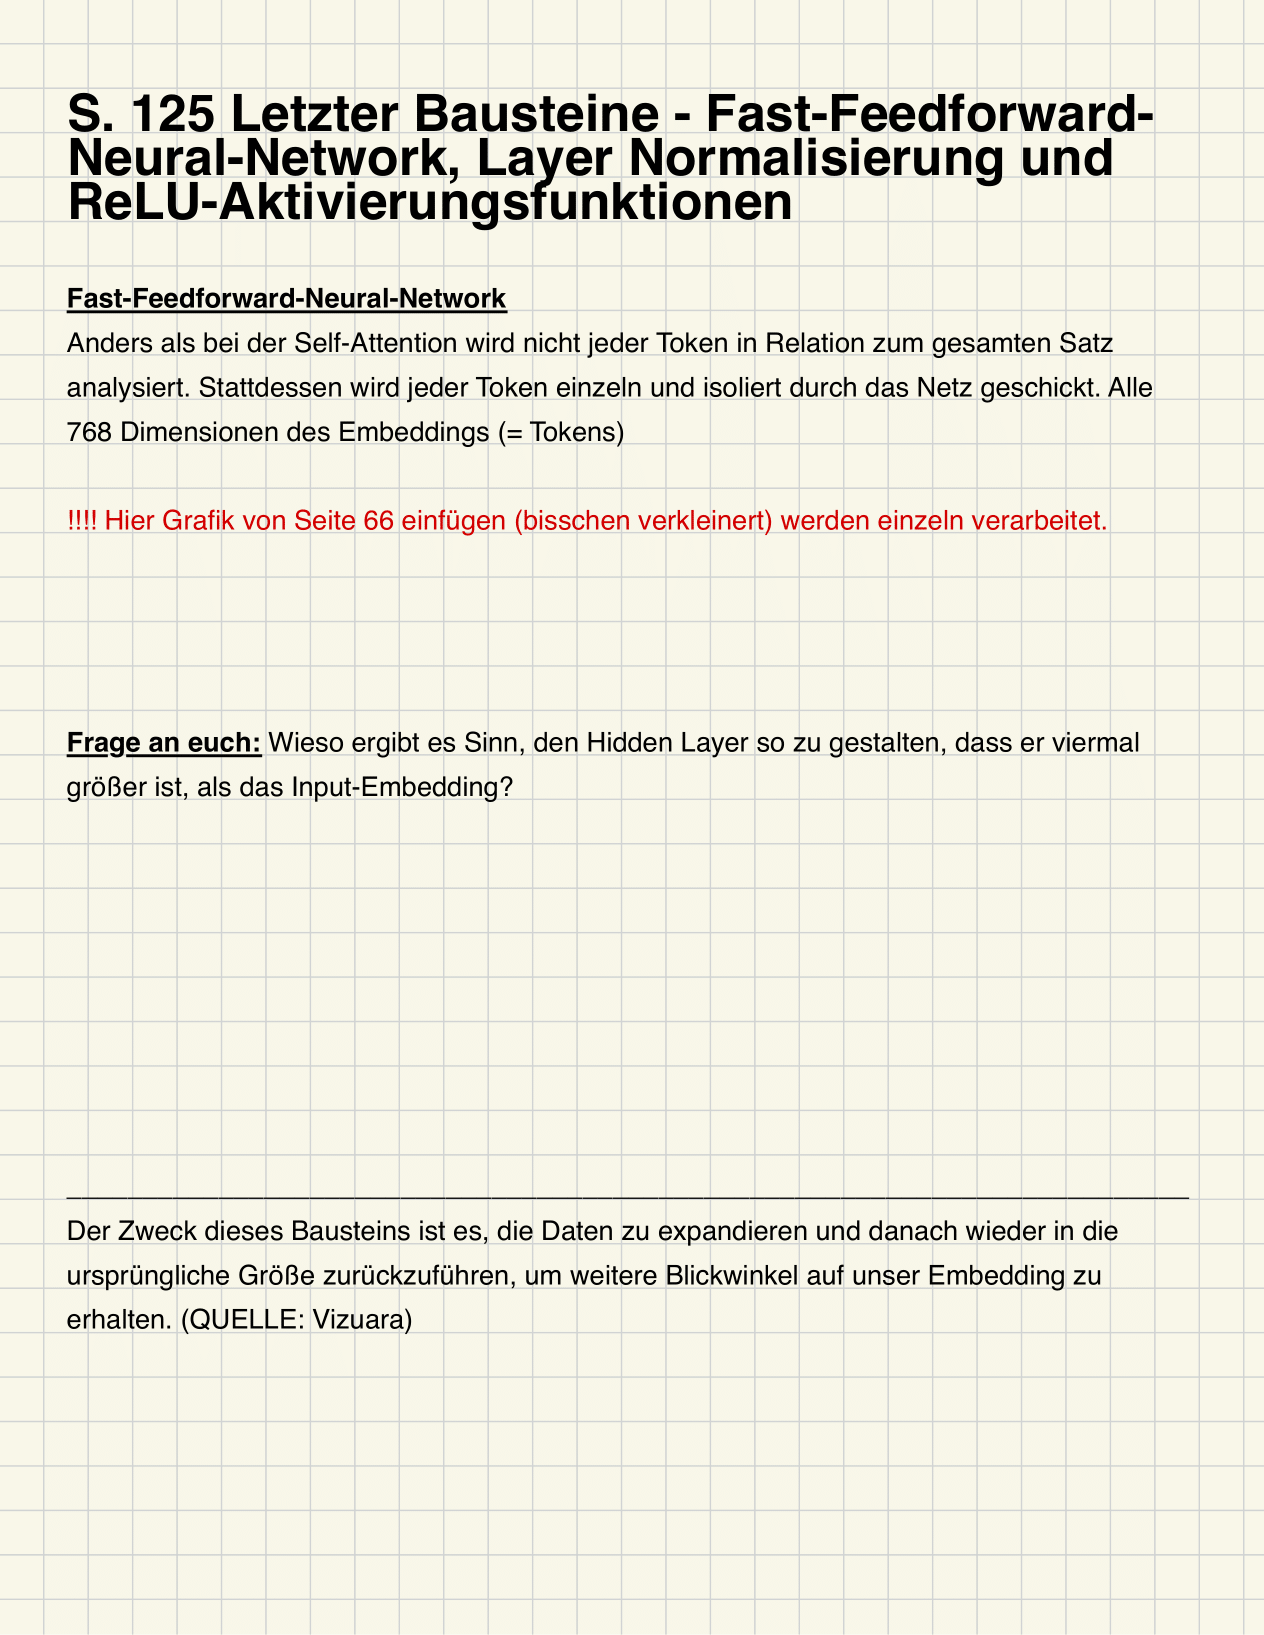 S. 125 Letzter Bausteine - Fast-Feedforward-
Neural-Network, Layer Normalisierung und
ReLU-Aktivierungsfunktionen
Fast-Feedforward-Neural-Network
Anders als bei der Self-Attention wird nicht jeder Token in Relation zum gesamten Satz
analysiert. Stattdessen wird jeder Token einzeln und isoliert durch das Netz geschickt. Alle
768 Dimensionen des Embeddings (= Tokens)
!!!! Hier Grafik von Seite 66 einfügen (bisschen verkleinert) werden einzeln verarbeitet.
Frage an euch: Wieso ergibt es Sinn, den Hidden Layer so zu gestalten, dass er viermal
größer ist, als das Input-Embedding?
Der Zweck dieses Bausteins ist es, die Daten zu expandieren und danach wieder in die
ursprüngliche Größe zurückzuführen, um weitere Blickwinkel auf unser Embedding zu
erhalten. (QUELLE: Vizuara)